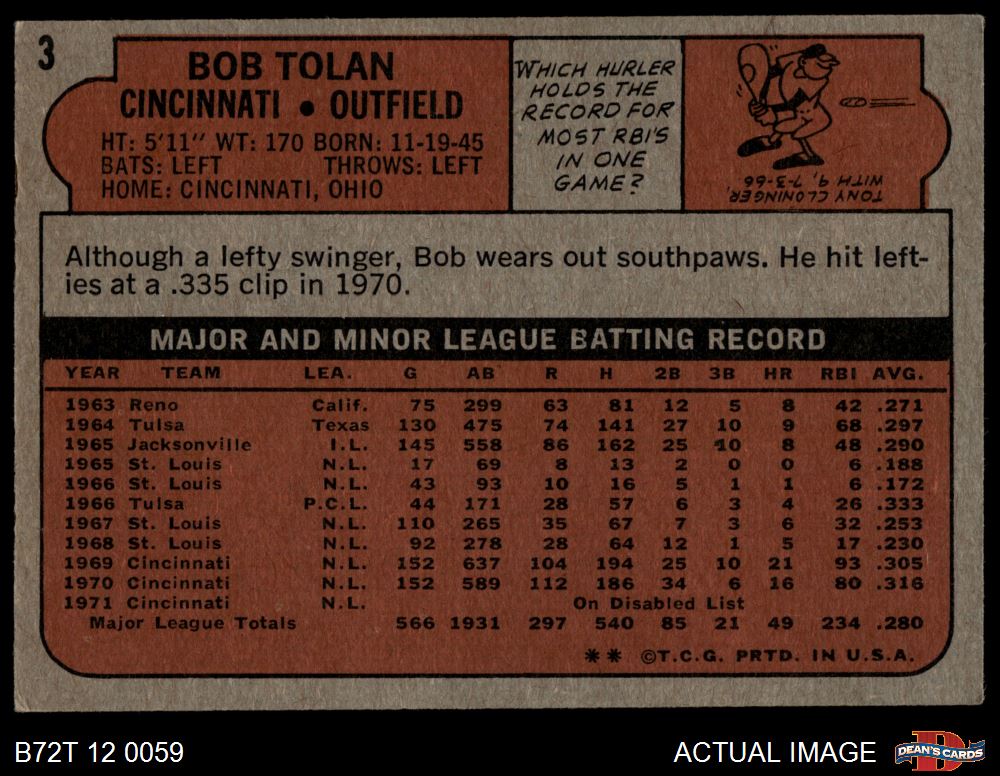 3
BOB TOLAN
CINCINNATI • OUTFIELD
HT: 5'11" WT: 170 BORN: 11-19-45
BATS: LEFT THROWS: LEFT
HOME: CINCINNATI, OHIO
WHICH HURLER
HOLDS THE
RECORD FOR
MOST RBI'S
IN ONE
GAME?
TONY CLONINGER,
WITH 9, 7-3-66
Although a lefty swinger, Bob wears out southpaws. He hit left-
ies at a .335 clip in 1970.
MAJOR AND MINOR LEAGUE BATTING RECORD
YEAR TEAM LEA. G AB R H 2B 3B HR RBI AVG.
1963 Reno Calif. 75 299 63 81 12 5 8 42 .271
1964 Tulsa Texas 130 475 74 141 27 10 9 68 .297
1965 Jacksonville I.L. 145 558 86 162 25 10 8 48 .290
1965 St. Louis N.L. 17 69 8 13 2 0 0 6 .188
1966 St. Louis N.L. 43 93 10 16 5 1 1 6 .172
1966 Tulsa P.C.L. 44 171 28 57 6 3 4 26 .333
1967 St. Louis N.L. 110 265 35 67 7 3 6 32 .253
1968 St. Louis N.L. 92 278 28 64 12 1 5 17 .230
1969 Cincinnati N.L. 152 637 104 194 25 10 21 93 .305
1970 Cincinnati N.L. 152 589 112 186 34 6 16 80 .316
1971 Cincinnati N.L. On Disabled List
Major League Totals 566 1931 297 540 85 21 49 234 .280
** ©T.C.G. PRTD. IN U.S.A.
B72T 12 0059
ACTUAL IMAGE
DEAN'S CARDS